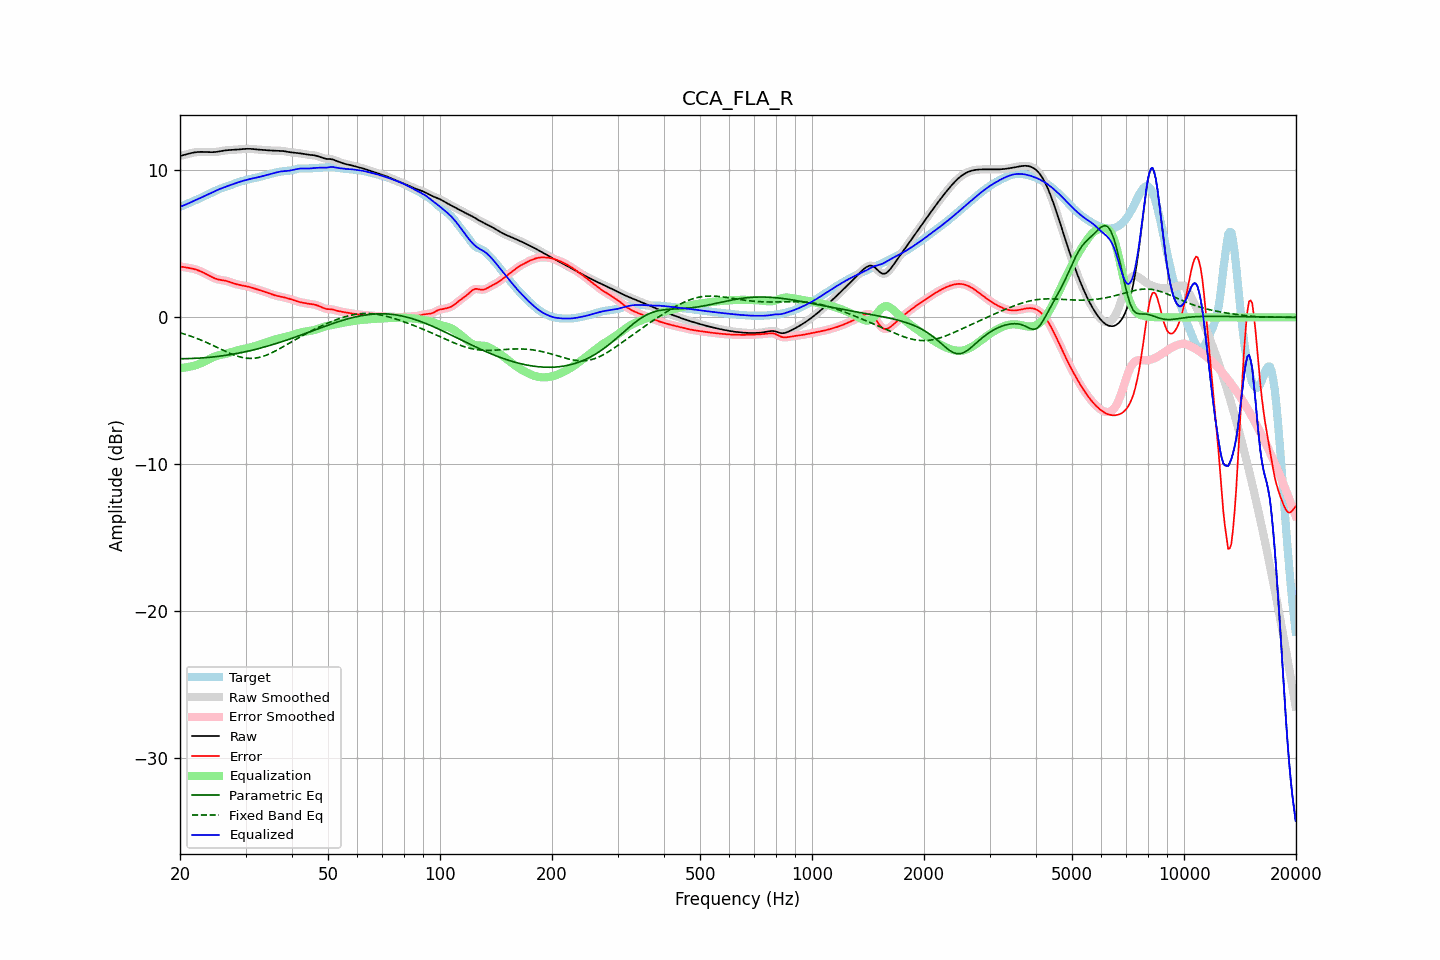 CCA_FLA_R
Amplitude (dBr)
10
0
−10
−20
−30
Target
Raw Smoothed
Error Smoothed
Raw
Error
Equalization
Parametric Eq
Fixed Band Eq
Equalized
20 50 100 200 500 1000 2000 5000 10000 20000
Frequency (Hz)